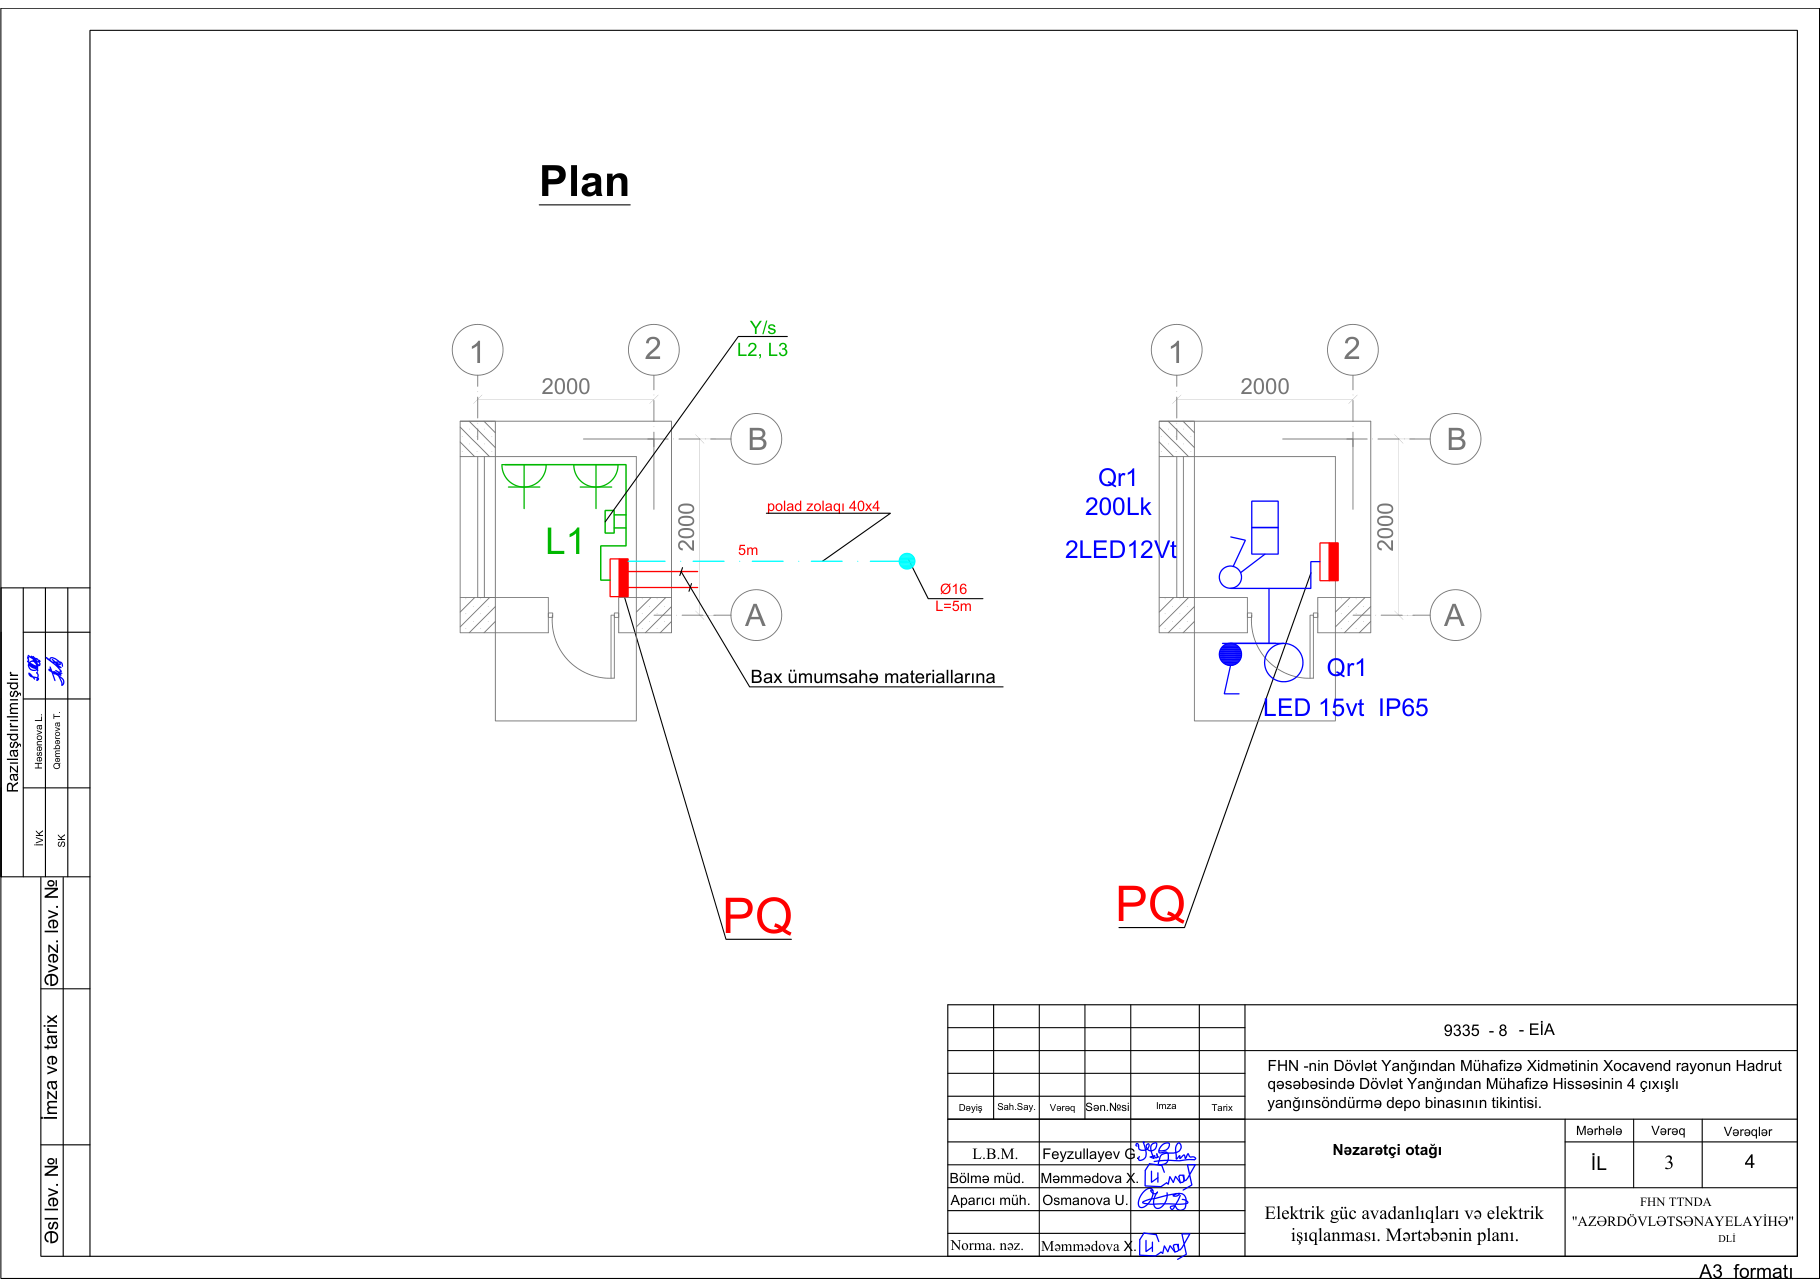 Plan
Y/s
L2, L3
1
2
2000
B
2000
A
L1
polad zolaqı 40x4
5m
Ø16
L=5m
Bax ümumsahə materiallarına
PQ
1
2
2000
B
2000
A
Qr1
200Lk
2LED12Vt
Qr1
LED 15vt IP65
PQ
Razılaşdırılmışdır
Həsənova L.
Qəmbərova T.
İVK
SK
Əvəz. ləv. №
İmza və tarix
Əsl ləv. №
9335 - 8 - EİA
FHN -nin Dövlət Yanğından Mühafizə Xidmətinin Xocavend rayonun Hadrut
qəsəbəsində Dövlət Yanğından Mühafizə Hissəsinin 4 çıxışlı
yanğınsöndürmə depo binasının tikintisi.
Dəyiş Sah.Say. Vərəq Sən.№si Imza Tarix
Nəzarətçi otağı
Mərhələ Vərəq Vərəqlər
İL 3 4
L.B.M. Feyzullayev G.
Bölmə müd. Məmmədova X.
Aparıcı müh. Osmanova U.
Norma. nəz. Məmmədova X.
Elektrik güc avadanlıqları və elektrik
işıqlanması. Mərtəbənin planı.
FHN TTNDA
"AZƏRDÖVLƏTSƏNAYELAYİHƏ"
DLİ
A3 formatı